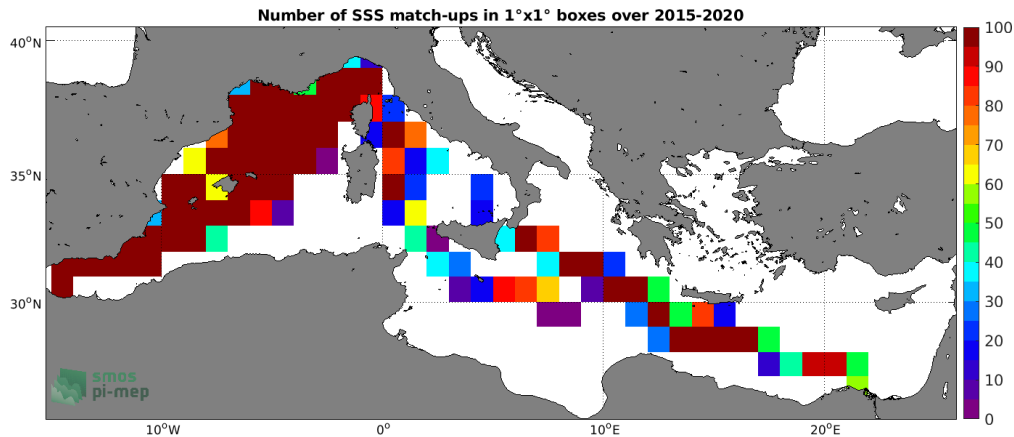 Number of SSS match-ups in 1°x1° boxes over 2015-2020
40°N
35°N
30°N
10°W
0°
10°E
20°E
100
90
80
70
60
50
40
30
20
10
0
smos
pi-mep